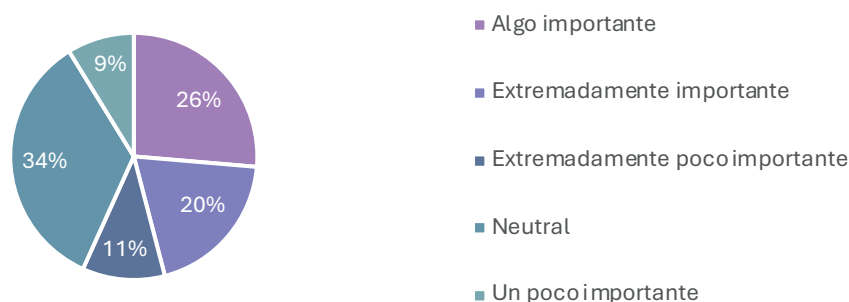 Algo importante
9%
26%
Extremadamente importante
34%
Extremadamente poco importante
20%
Neutral
11%
Un poco importante